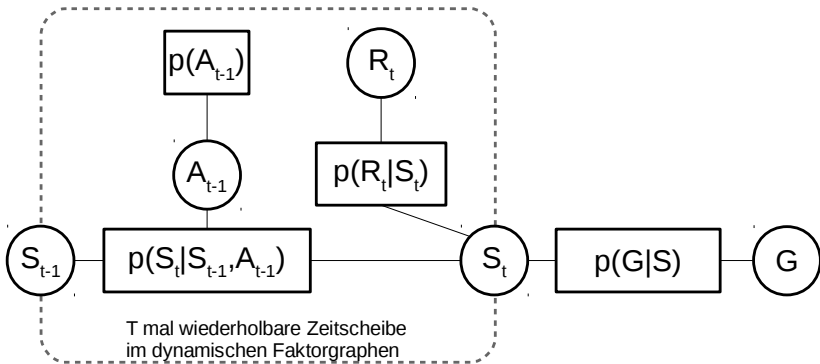 p(A_{t-1})
R_t
A_{t-1}
p(R_t|S_t)
S_{t-1}
p(S_t|S_{t-1},A_{t-1})
S_t
p(G|S)
G
T mal wiederholbare Zeitscheibe
im dynamischen Faktorgraphen